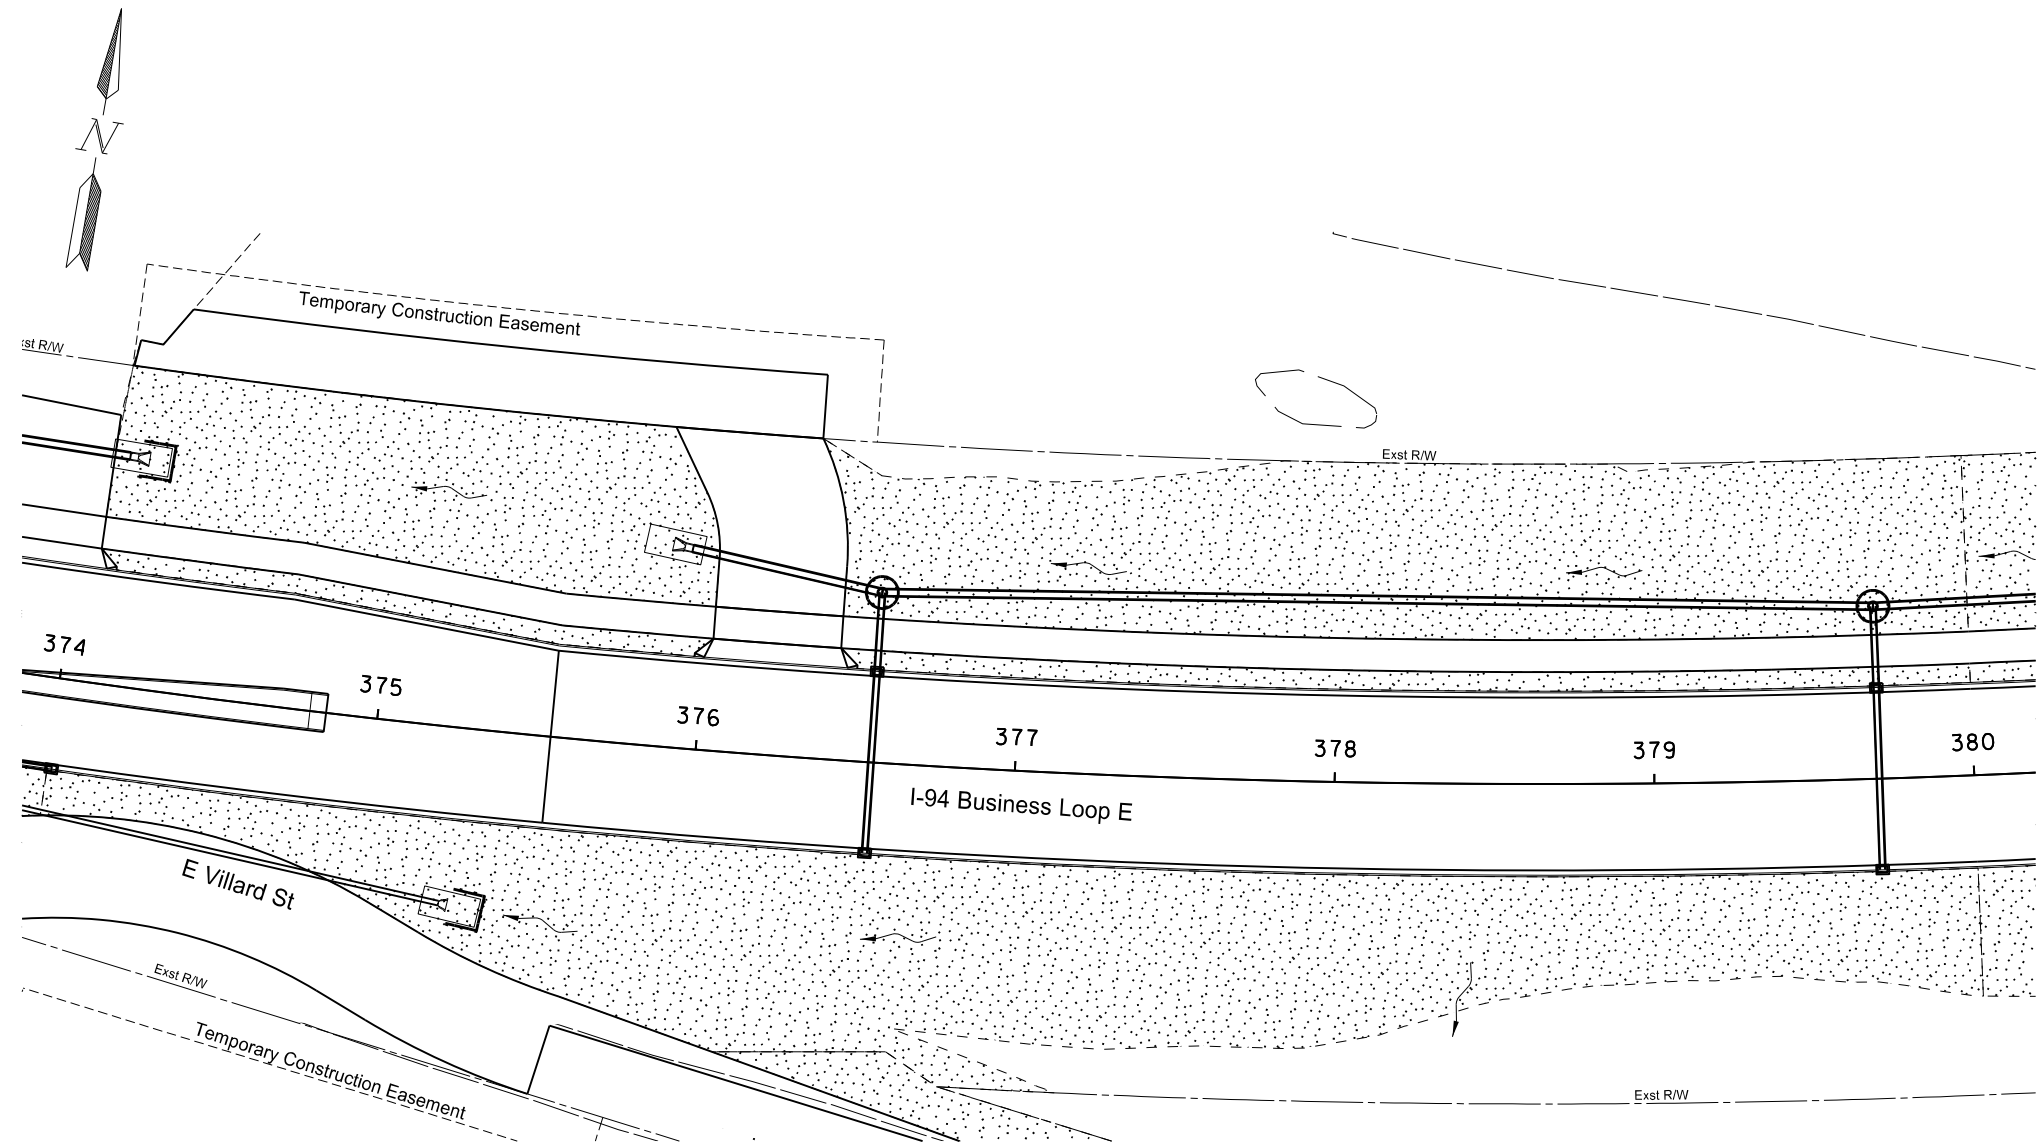 N
Temporary Construction Easement
xst R/W
Exst R/W
374
375
376
377
378
379
380
I-94 Business Loop E
E Villard St
Exst R/W
Temporary Construction Easement
Exst R/W